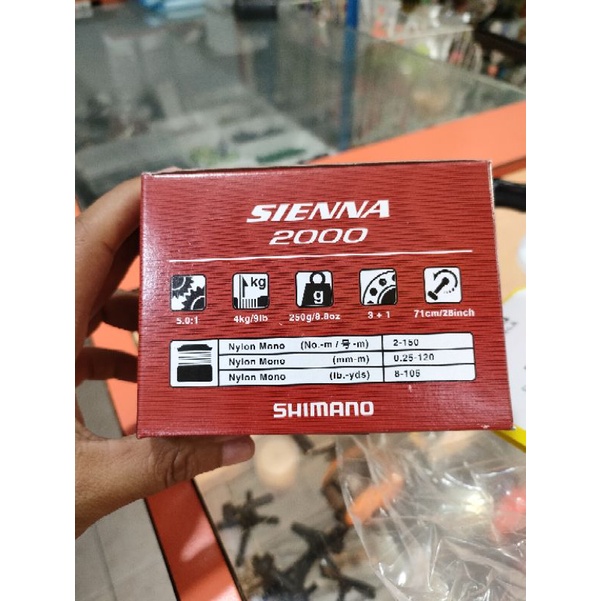 SIENNA
2000
kg
g
5.0:1 4kg/9lb 250g/8.8oz 3+1 71cm/28inch
Nylon Mono (No.-m / 号-m) 2-150
Nylon Mono (mm-m) 0.25-120
Nylon Mono (lb.-yds) 8-105
SHIMANO